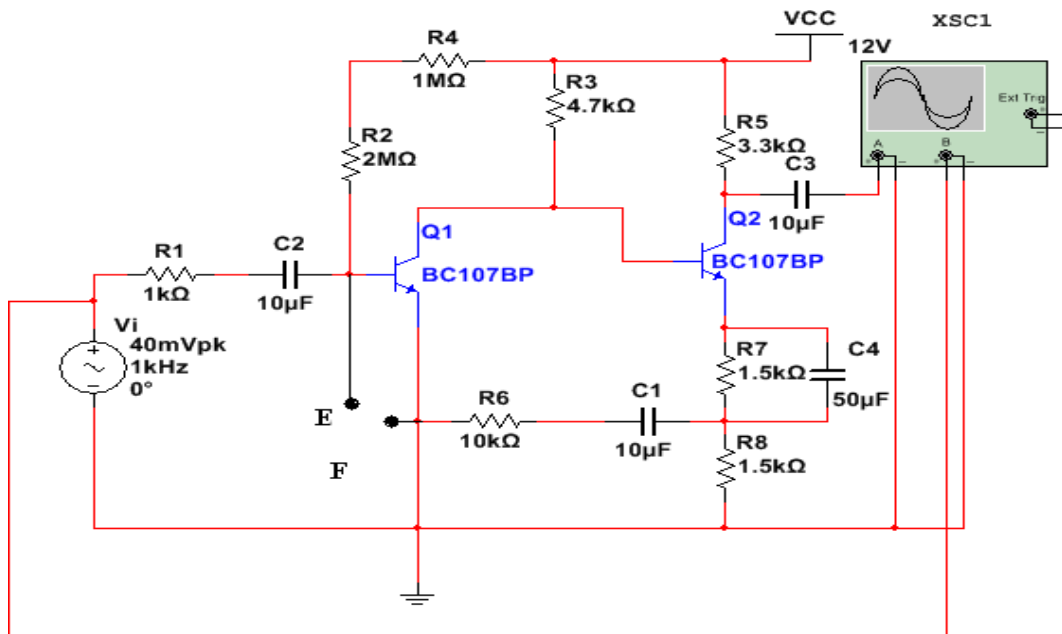 VCC
XSC1
12V
R4
1MΩ
R3
4.7kΩ
Ext Trig
+
-
A
B
+
-
+
-
R2
2MΩ
R5
3.3kΩ
C3
10µF
Q1
BC107BP
Q2
BC107BP
R1
1kΩ
C2
10µF
Vi
40mVpk
1kHz
0°
+
-
R7
1.5kΩ
C4
50µF
E
R6
10kΩ
C1
10µF
R8
1.5kΩ
F